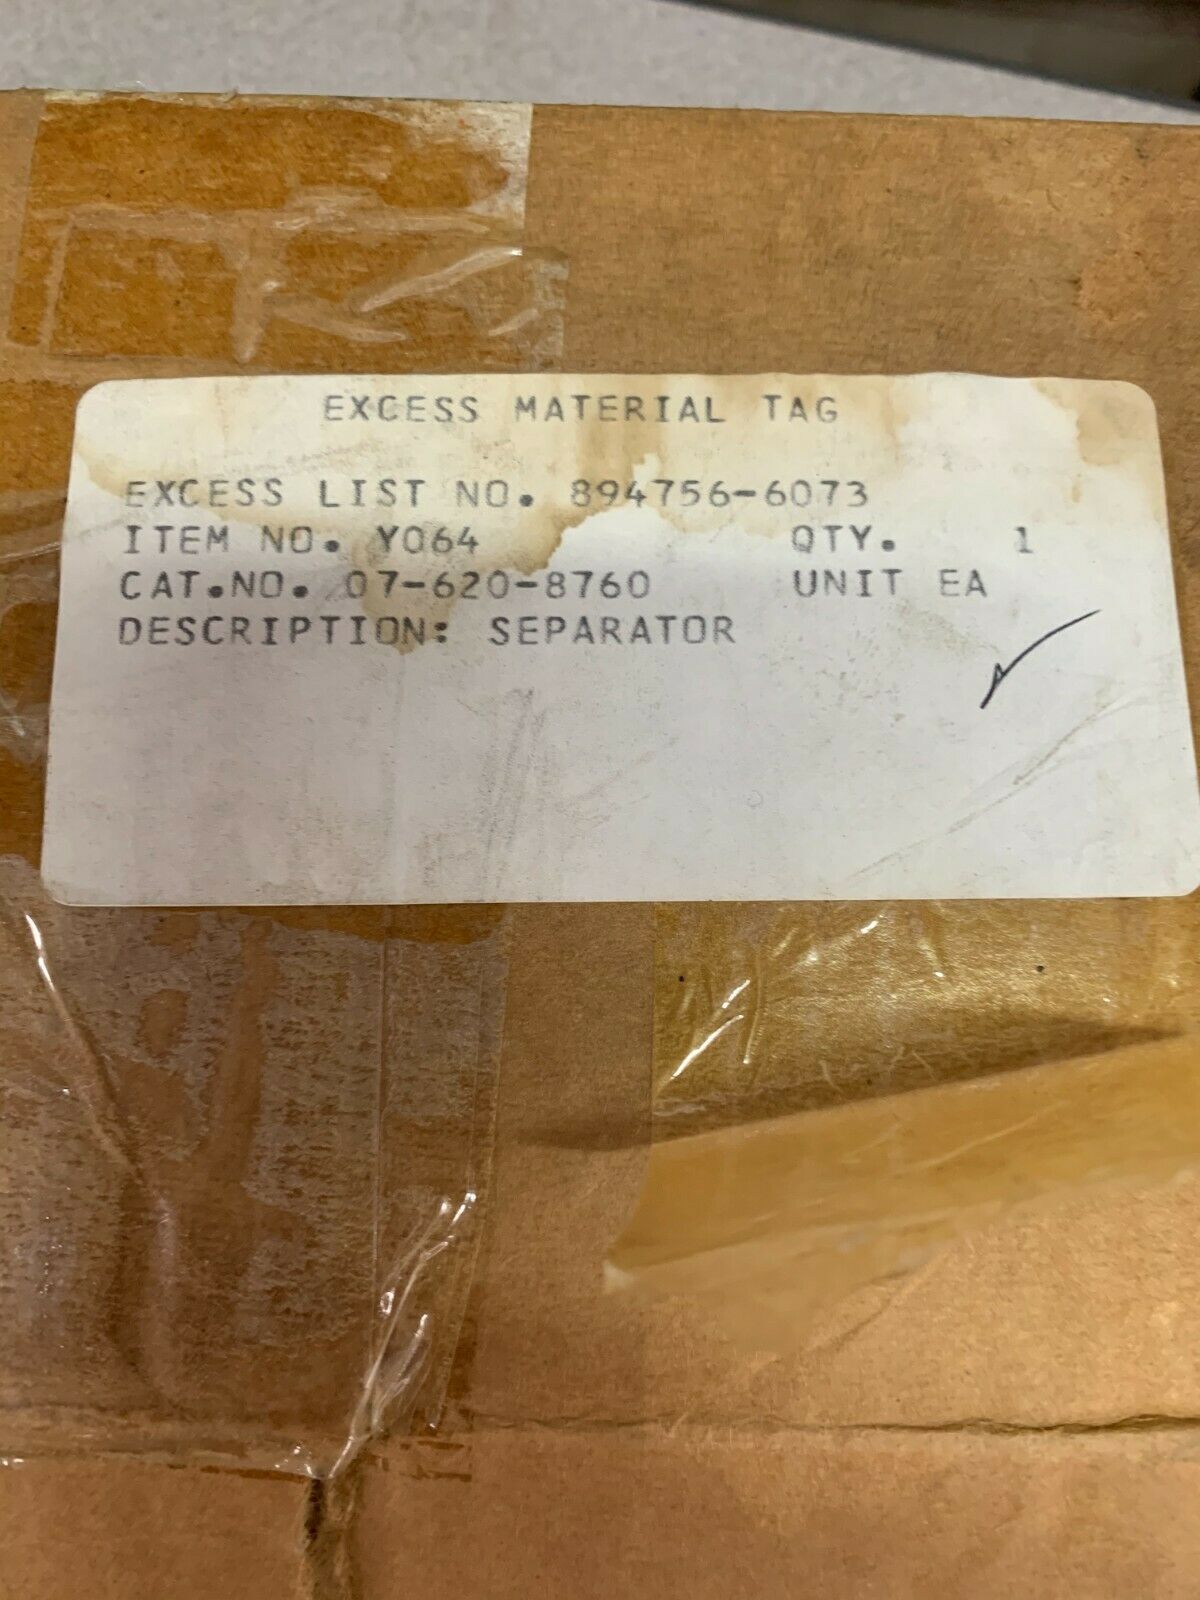 EXCESS MATERIAL TAG
EXCESS LIST NO. 894756-6073
ITEM NO. Y064 QTY. 1
CAT.NO. 07-620-8760 UNIT EA
DESCRIPTION: SEPARATOR